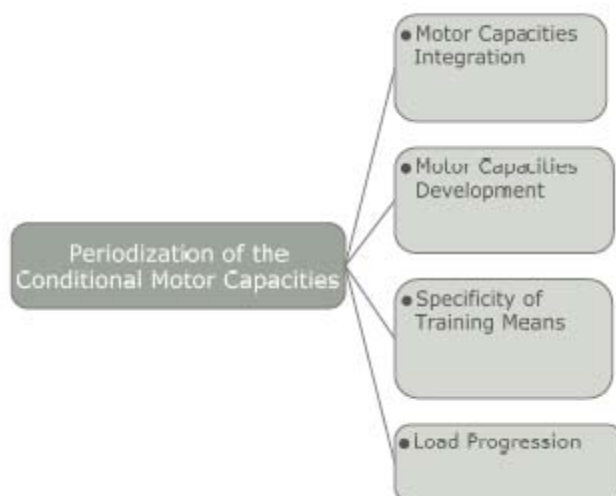 • Motor Capacities
Integration
• Motor Capacities
Development
Periodization of the
Conditional Motor Capacities
• Specificity of
Training Means
• Load Progression